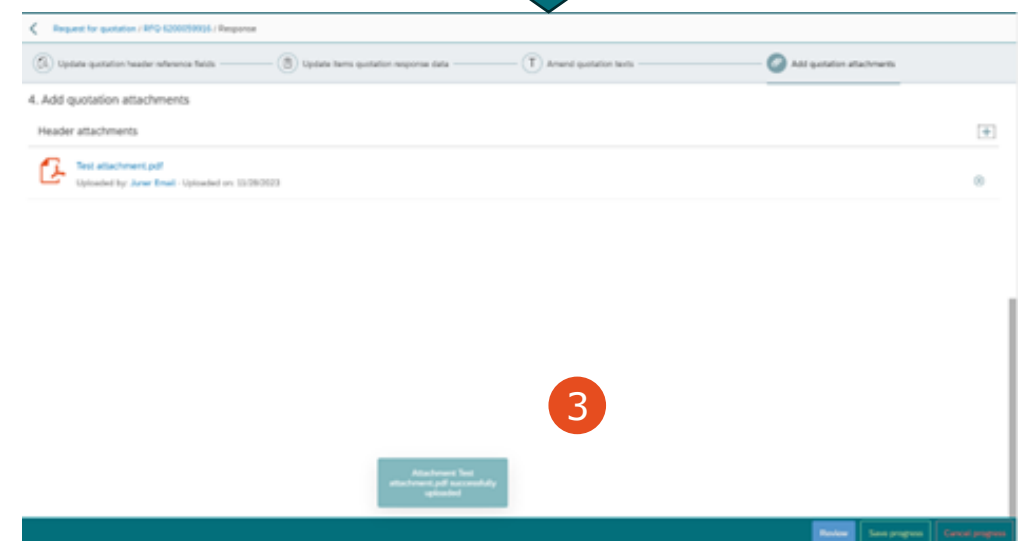 Request for quotation / RFQ 6200059916 / Response
Update quotation header reference fields
Update items quotation response data
T Amend quotation texts
Add quotation attachments
4. Add quotation attachments
Header attachments
Test attachment.pdf
Uploaded by: Juner Email - Uploaded on: 11/28/2023
3
Attachment Test
attachment.pdf successfully
uploaded
Review Save progress Cancel progress